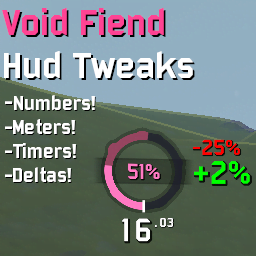 Void Fiend
Hud Tweaks
-Numbers!
-Meters!
-Timers!
-Deltas!
51%
-25%
+2%
16.03